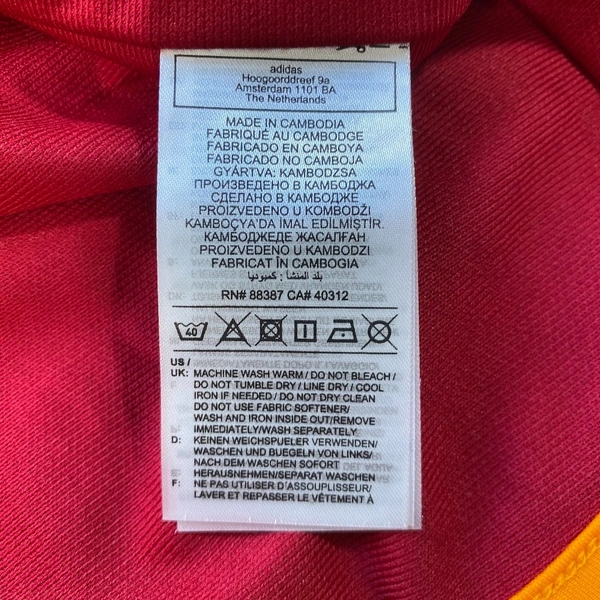 adidas
Hoogoorddreef 9a
Amsterdam 1101 BA
The Netherlands
MADE IN CAMBODIA
FABRIQUÉ AU CAMBODGE
FABRICADO EN CAMBOYA
FABRICADO NO CAMBOJA
GYÁRTVA: KAMBODZSA
ПРОИЗВЕДЕНО В КАМБОДЖА
СДЕЛАНО В КАМБОДЖЕ
PROIZVEDENO U KOMBODŽI
KAMBOÇYA'DA İMAL EDİLMİŞTİR.
КАМБОДЖЕДЕ ЖАСАЛҒАН
PROIZVEDENO U KAMBODZI
FABRICAT ÎN CAMBOGIA
بلد المنشأ : كمبوديا
RN# 88387 CA# 40312
40
US /
UK: MACHINE WASH WARM / DO NOT BLEACH /
DO NOT TUMBLE DRY / LINE DRY / COOL
IRON IF NEEDED / DO NOT DRY CLEAN
DO NOT USE FABRIC SOFTENER/
WASH AND IRON INSIDE OUT/REMOVE
IMMEDIATELY/WASH SEPARATELY
D: KEINEN WEICHSPUELER VERWENDEN/
WASCHEN UND BUEGELN VON LINKS/
NACH DEM WASCHEN SOFORT
HERAUSNEHMEN/SEPARAT WASCHEN
F: NE PAS UTILISER D'ASSOUPLISSEUR/
LAVER ET REPASSER LE VÊTEMENT À